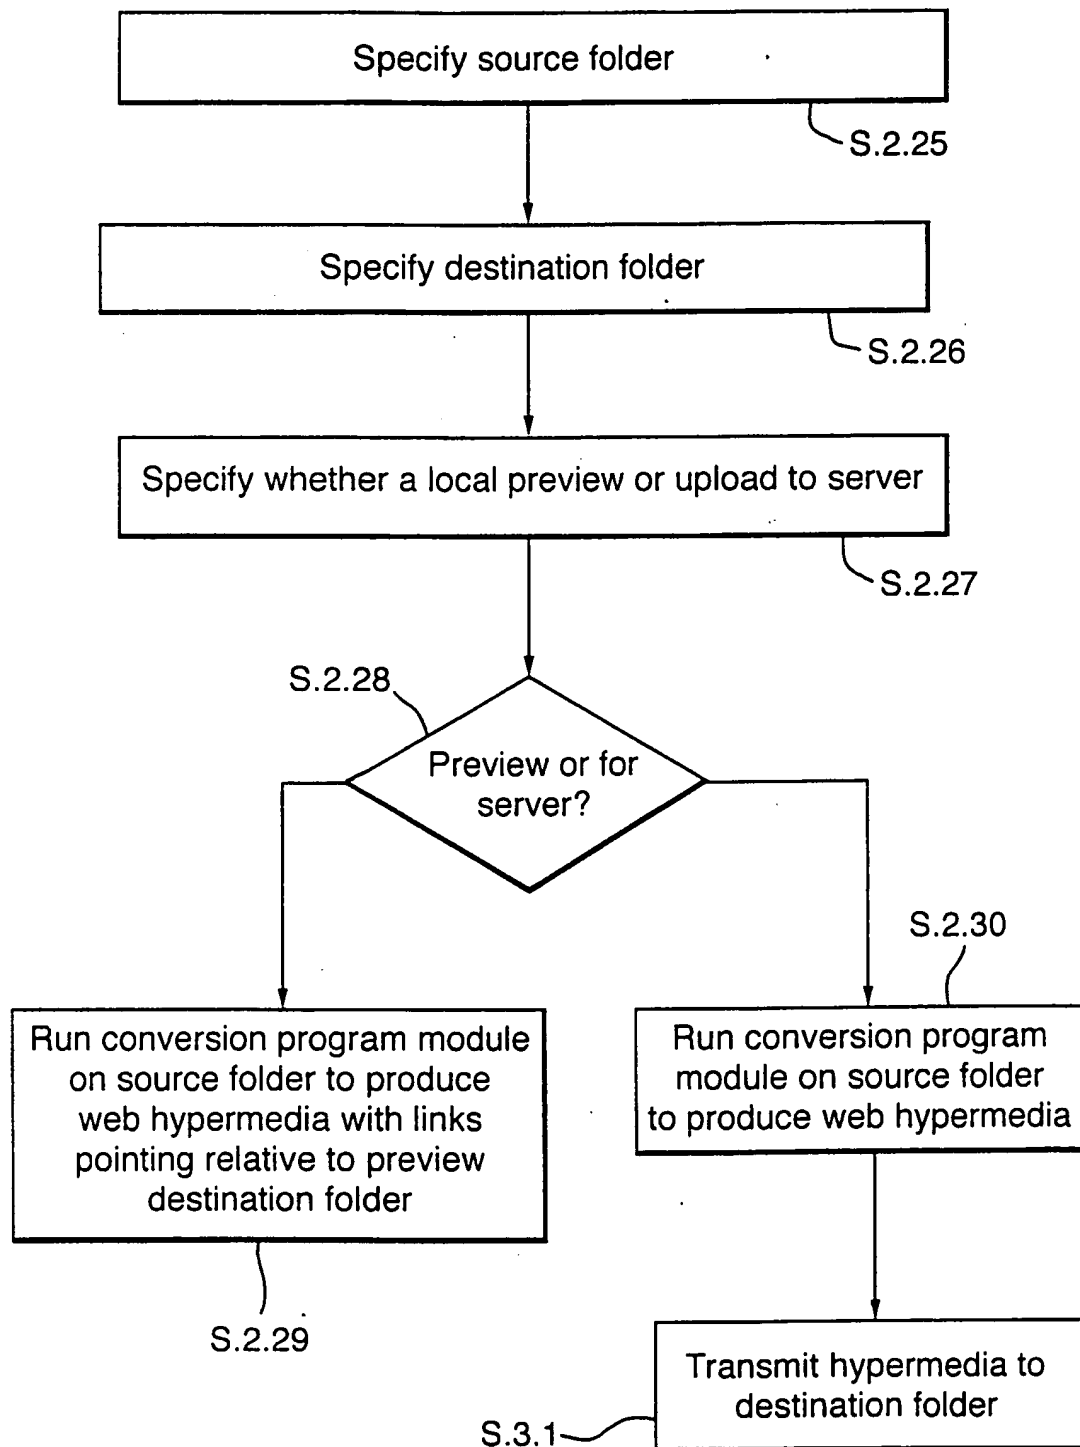 Specify source folder
S.2.25
Specify destination folder
S.2.26
Specify whether a local preview or upload to server
S.2.27
S.2.28
Preview or for
server?
S.2.30
Run conversion program module
on source folder to produce
web hypermedia with links
pointing relative to preview
destination folder
Run conversion program
module on source folder
to produce web hypermedia
S.2.29
Transmit hypermedia to
destination folder
S.3.1